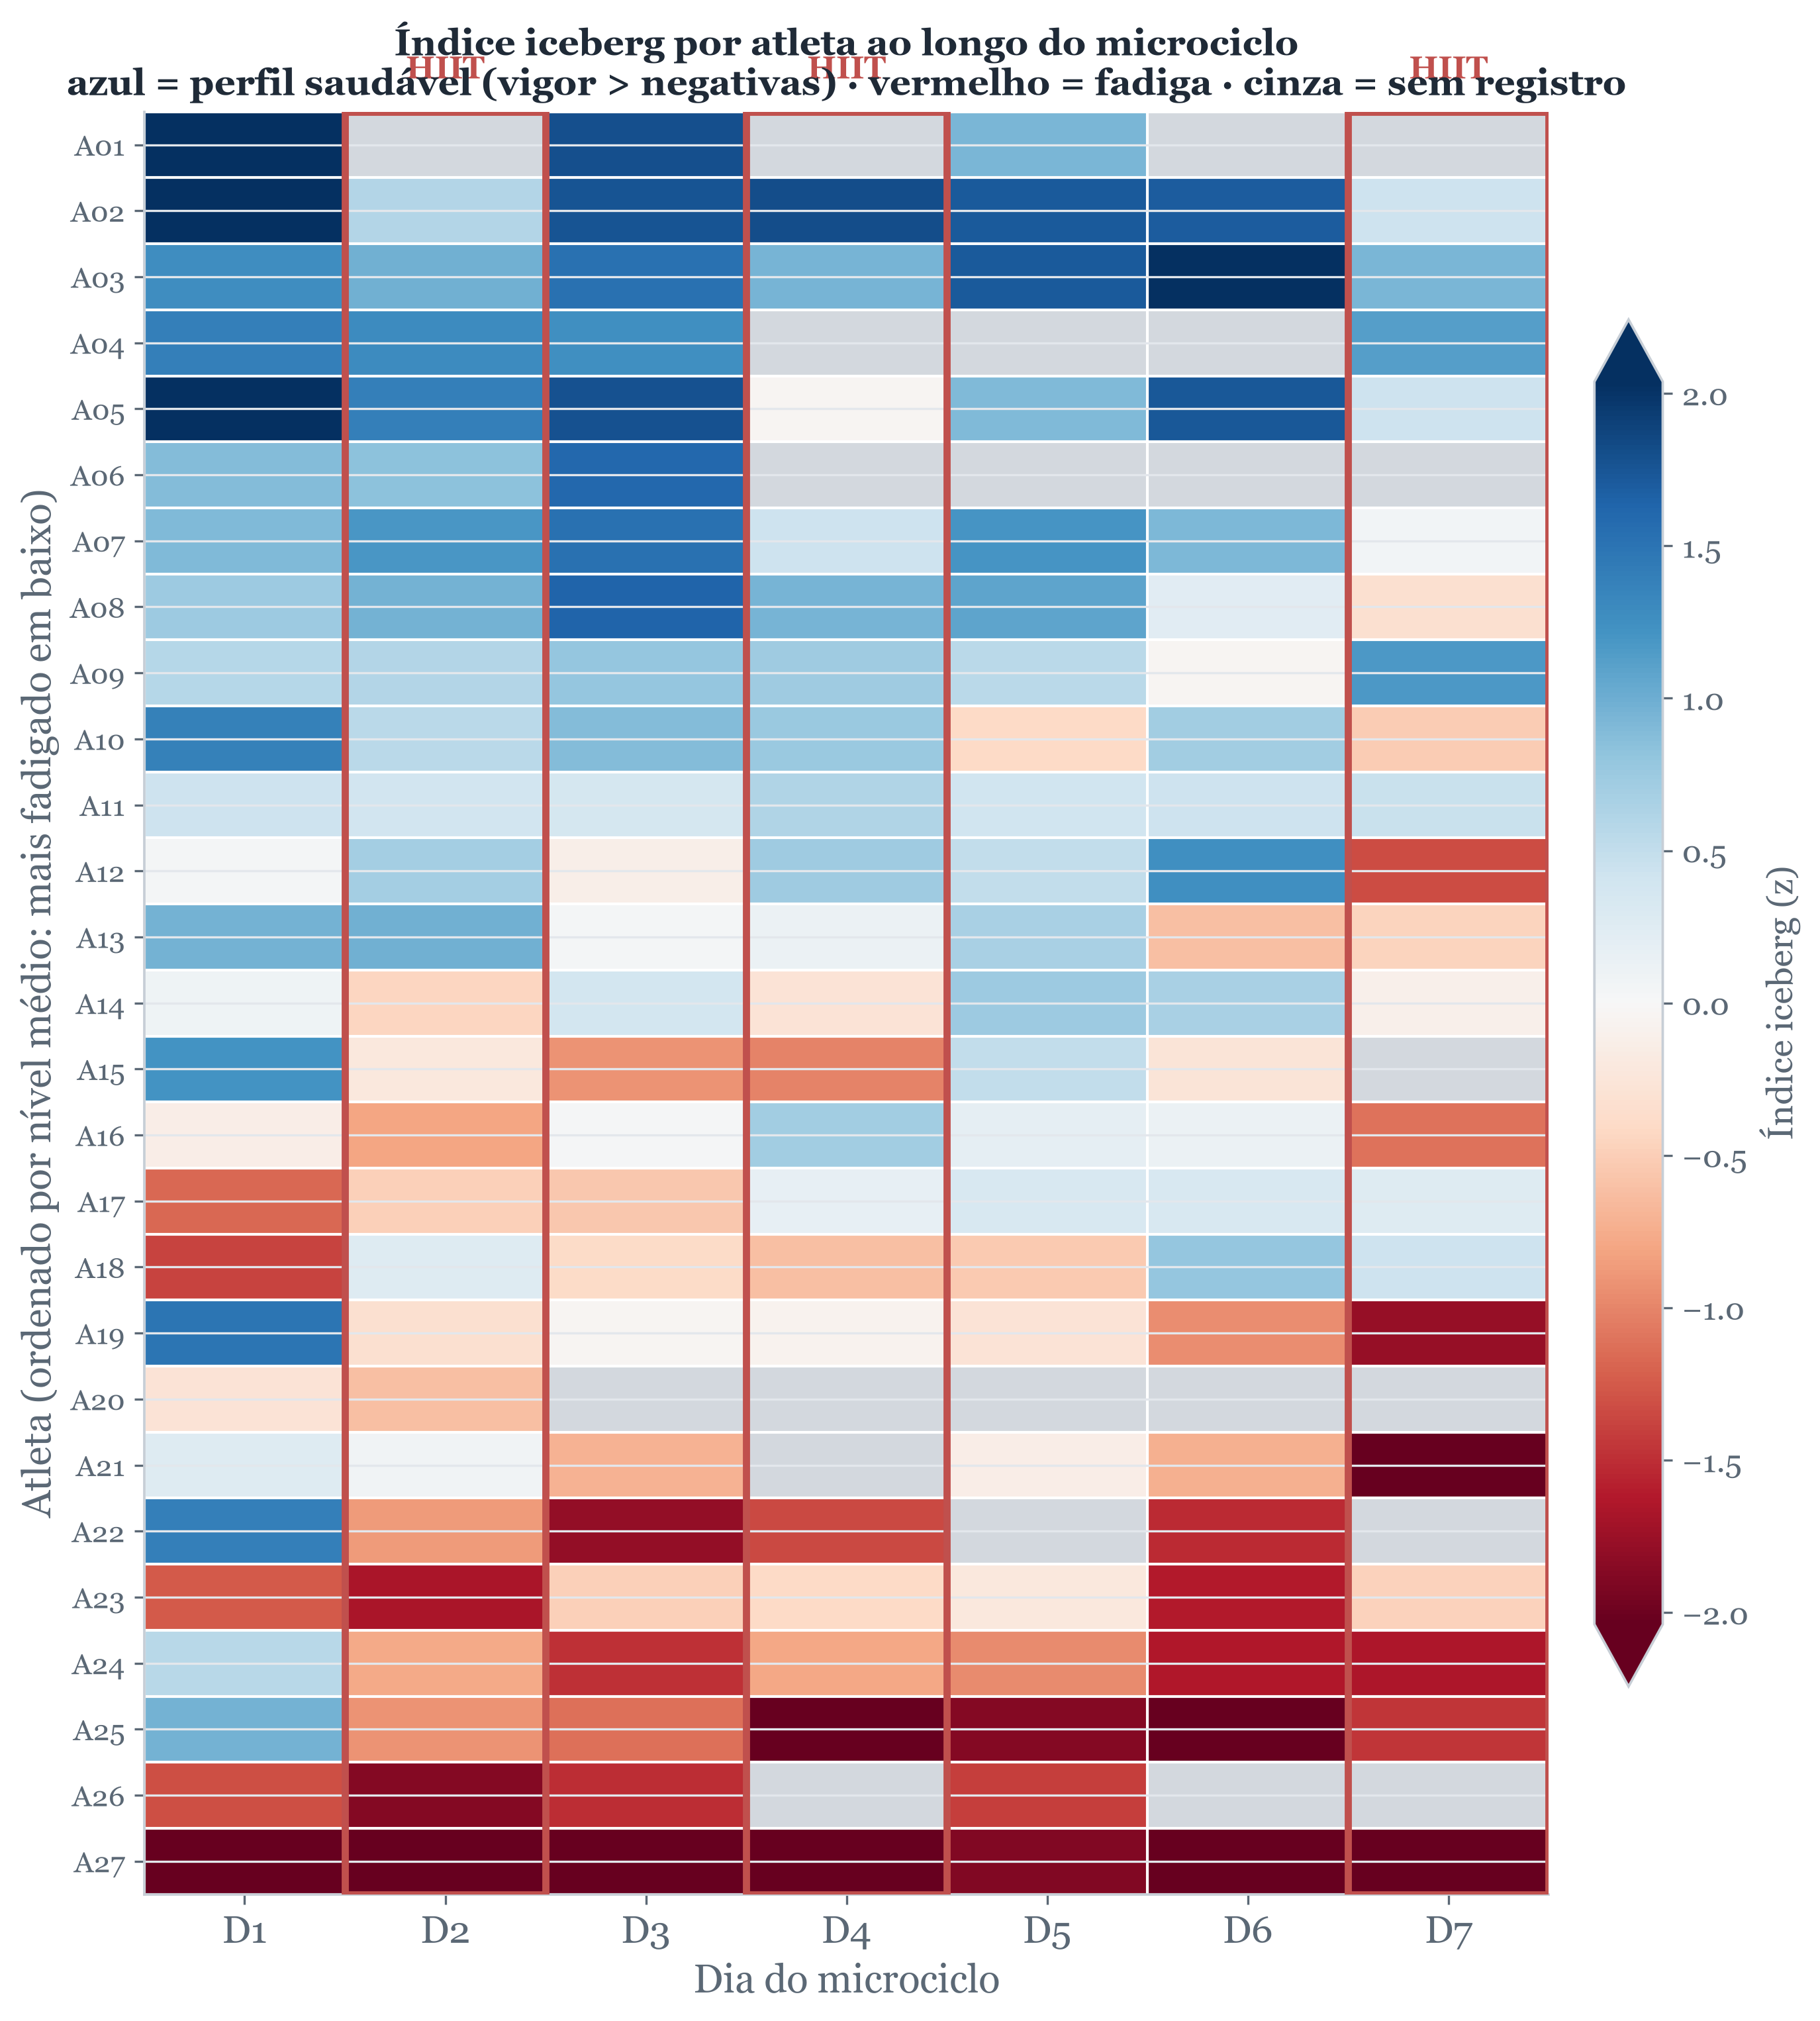 Índice iceberg por atleta ao longo do microciclo
HIIT HIIT HIIT
azul = perfil saudável (vigor > negativas) · vermelho = fadiga · cinza = sem registro
Atleta (ordenado por nível médio: mais fadigado em baixo)
A01
A02
A03
A04
A05
A06
A07
A08
A09
A10
A11
A12
A13
A14
A15
A16
A17
A18
A19
A20
A21
A22
A23
A24
A25
A26
A27
D1 D2 D3 D4 D5 D6 D7
Dia do microciclo
2.0
1.5
1.0
0.5
0.0
−0.5
−1.0
−1.5
−2.0
Índice iceberg (z)